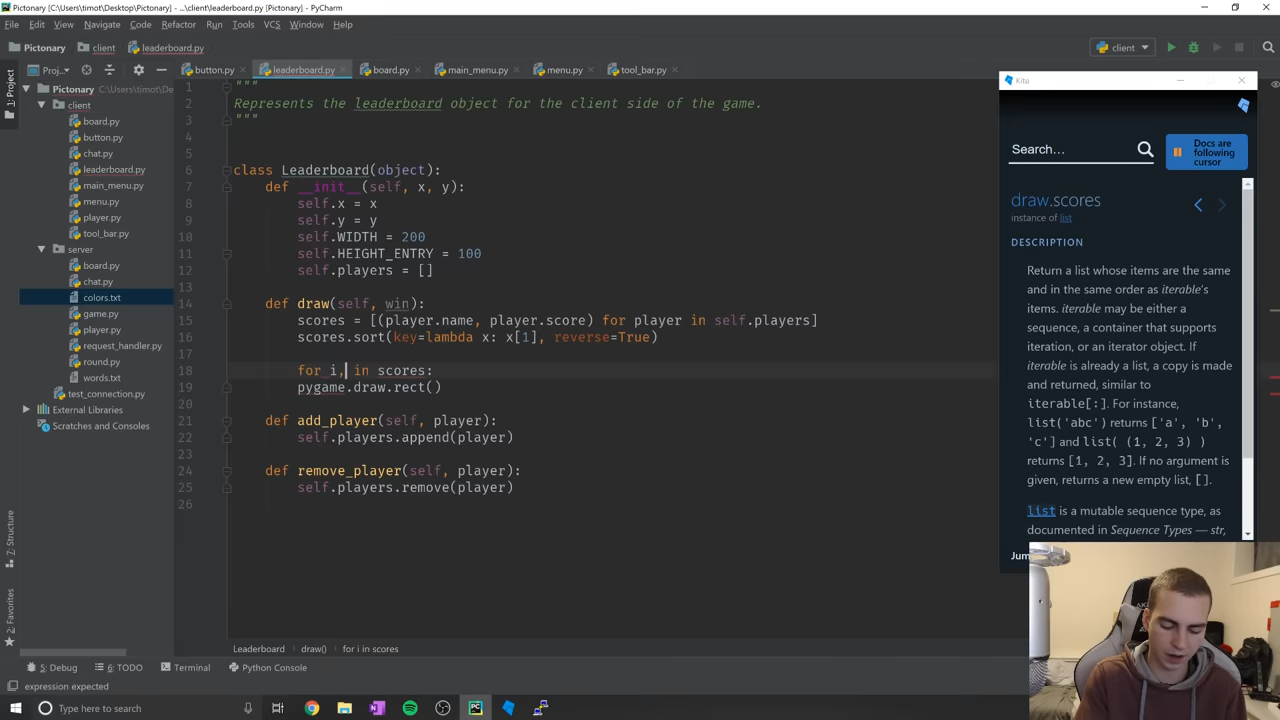 Pictonary [C:\Users\timot\Desktop\Pictonary] - ...\client\leaderboard.py [Pictonary] - PyCharm
File Edit View Navigate Code Refactor Run Tools VCS Window Help
Pictonary client leaderboard.py client
Proj... button.py leaderboard.py board.py main_menu.py menu.py tool_bar.py
1: Project
Pictonary C:\Users\timot\
client
board.py
button.py
chat.py
leaderboard.py
main_menu.py
menu.py
player.py
tool_bar.py
server
board.py
chat.py
colors.txt
game.py
player.py
request_handler.py
round.py
words.txt
test_connection.py
External Libraries
Scratches and Consoles
Z: Structure
2: Favorites
1 """
2 Represents the leaderboard object for the client side of the game.
3 """
4
5
6 class Leaderboard(object):
7 def __init__(self, x, y):
8 self.x = x
9 self.y = y
10 self.WIDTH = 200
11 self.HEIGHT_ENTRY = 100
12 self.players = []
13
14 def draw(self, win):
15 scores = [(player.name, player.score) for player in self.players]
16 scores.sort(key=lambda x: x[1], reverse=True)
17
18 for i, in scores:
19 pygame.draw.rect()
20
21 def add_player(self, player):
22 self.players.append(player)
23
24 def remove_player(self, player):
25 self.players.remove(player)
26
Kite
Search...
Docs are
following
cursor
draw.scores
instance of list
DESCRIPTION
Return a list whose items are the same
and in the same order as iterable's
items. iterable may be either a
sequence, a container that supports
iteration, or an iterator object. If
iterable is already a list, a copy is made
and returned, similar to
iterable[:]. For instance,
list('abc') returns ['a', 'b',
'c'] and list( (1, 2, 3) )
returns [1, 2, 3]. If no argument is
given, returns a new empty list, [].
list is a mutable sequence type, as
documented in Sequence Types — str,
Leaderboard draw() for i in scores
5: Debug 6: TODO Terminal Python Console
expression expected
Type here to search